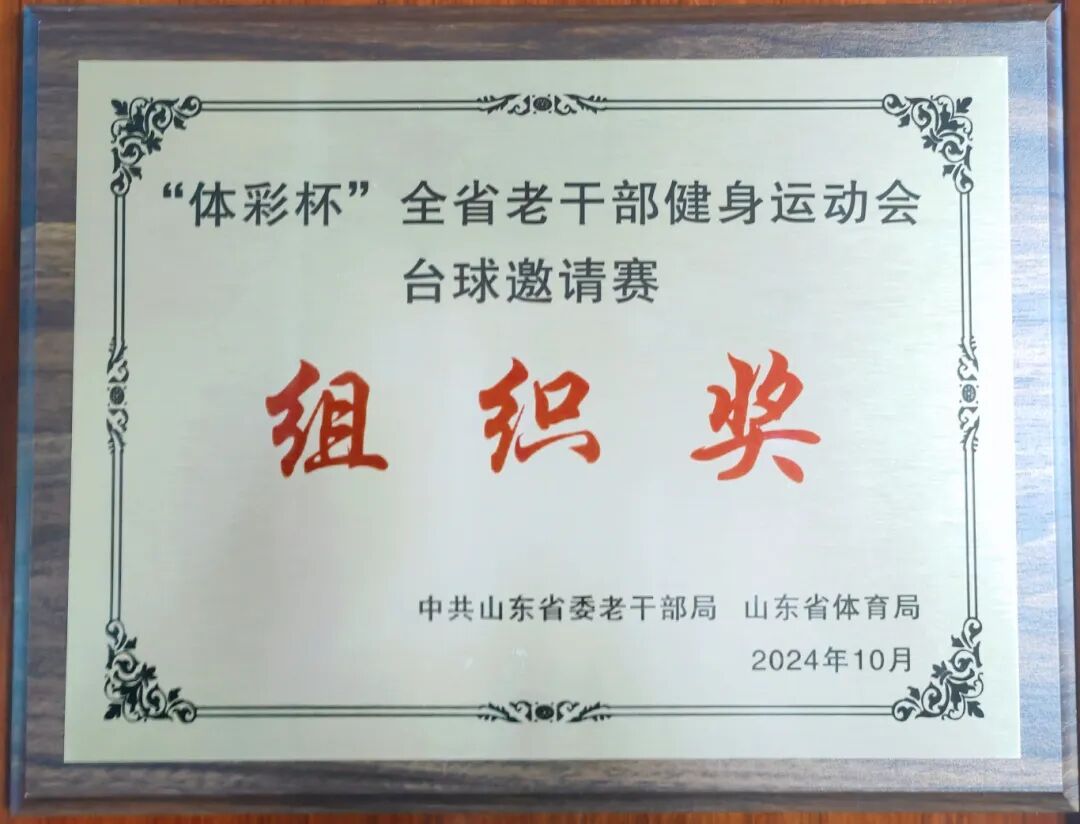 “体彩杯”全省老干部健身运动会
台球邀请赛
组织奖
中共山东省委老干部局 山东省体育局
2024年10月